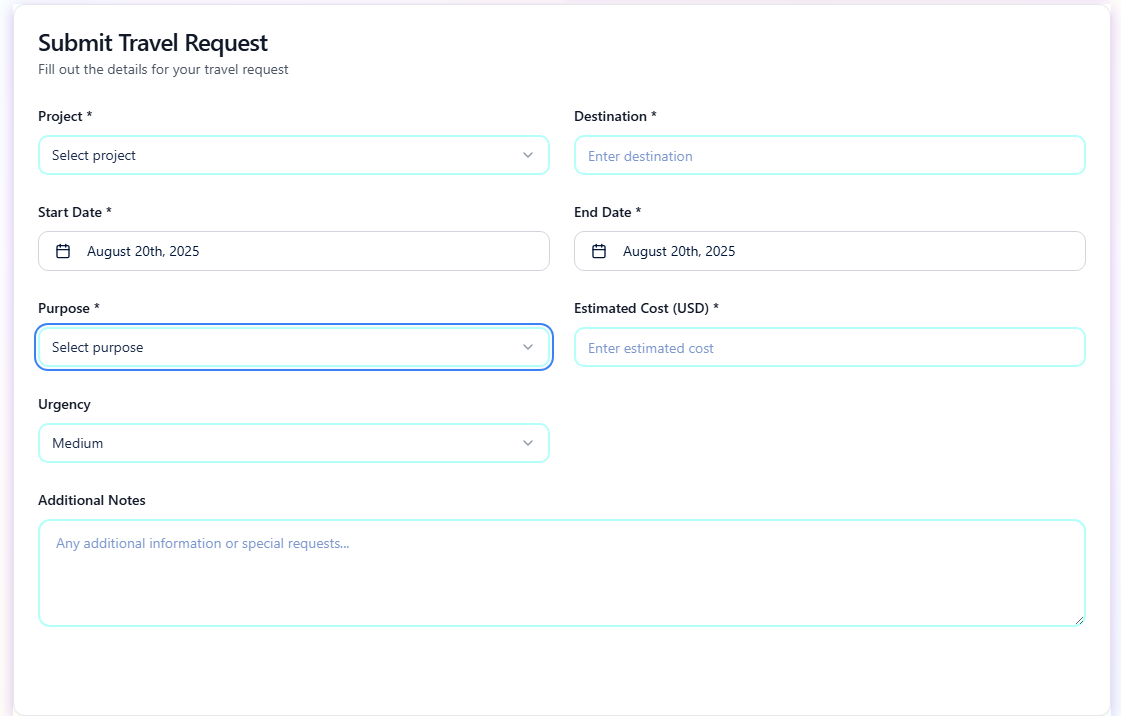 Submit Travel Request
Fill out the details for your travel request
Project *
Destination *
Select project
Enter destination
Start Date *
End Date *
August 20th, 2025
August 20th, 2025
Purpose *
Estimated Cost (USD) *
Select purpose
Enter estimated cost
Urgency
Medium
Additional Notes
Any additional information or special requests...